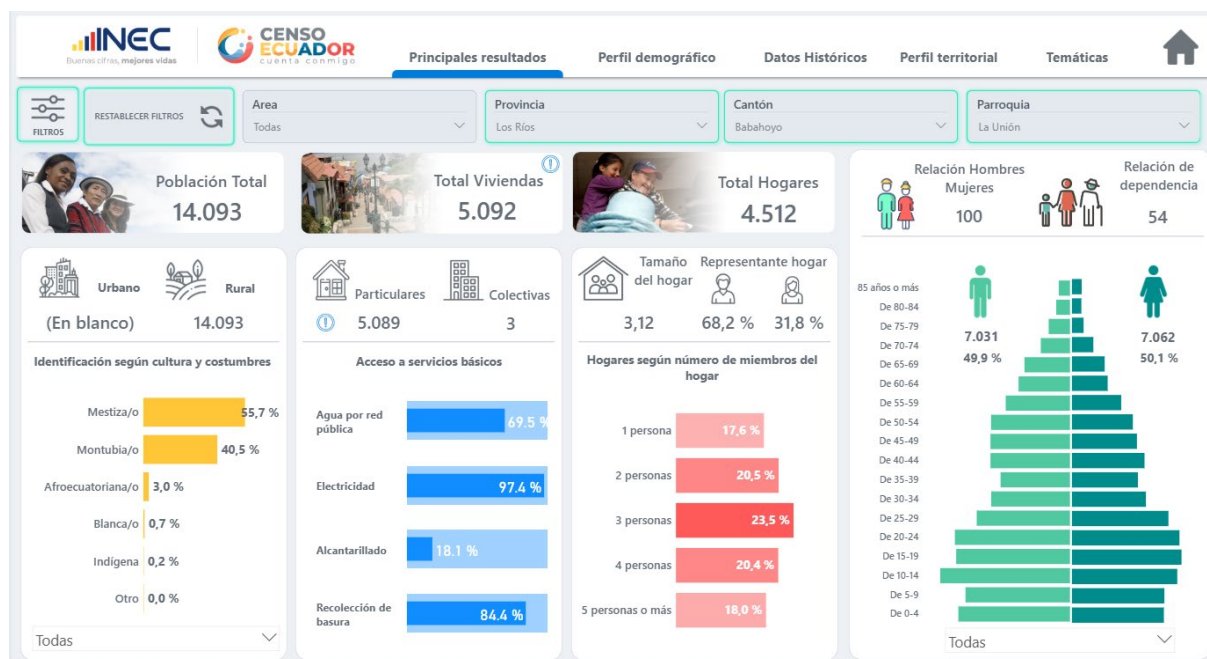 INEC
Buenas cifras, mejores vidas
CENSO
ECUADOR
cuenta conmigo
Principales resultados
Perfil demográfico
Datos Históricos
Perfil territorial
Temáticas
FILTROS
RESTABLECER FILTROS
Area
Todas
Provincia
Los Ríos
Cantón
Babahoyo
Parroquia
La Unión
Población Total
14.093
Total Viviendas
5.092
Total Hogares
4.512
Relación Hombres
Mujeres
100
Relación de
dependencia
54
Urbano
(En blanco)
Rural
14.093
Identificación según cultura y costumbres
Mestiza/o 55,7 %
Montubia/o 40,5 %
Afroecuatoriana/o 3,0 %
Blanca/o 0,7 %
Indígena 0,2 %
Otro 0,0 %
Todas
Particulares
5.089
Colectivas
3
Acceso a servicios básicos
Agua por red
pública
69.5 %
Electricidad 97.4 %
Alcantarillado 18.1 %
Recolección de
basura
84.4 %
Tamaño
del hogar
3,12
Representante hogar
68,2 % 31,8 %
Hogares según número de miembros del
hogar
1 persona 17,6 %
2 personas 20,5 %
3 personas 23,5 %
4 personas 20,4 %
5 personas o más 18,0 %
7.031
49,9 %
7.062
50,1 %
85 años o más
De 80-84
De 75-79
De 70-74
De 65-69
De 60-64
De 55-59
De 50-54
De 45-49
De 40-44
De 35-39
De 30-34
De 25-29
De 20-24
De 15-19
De 10-14
De 5-9
De 0-4
Todas